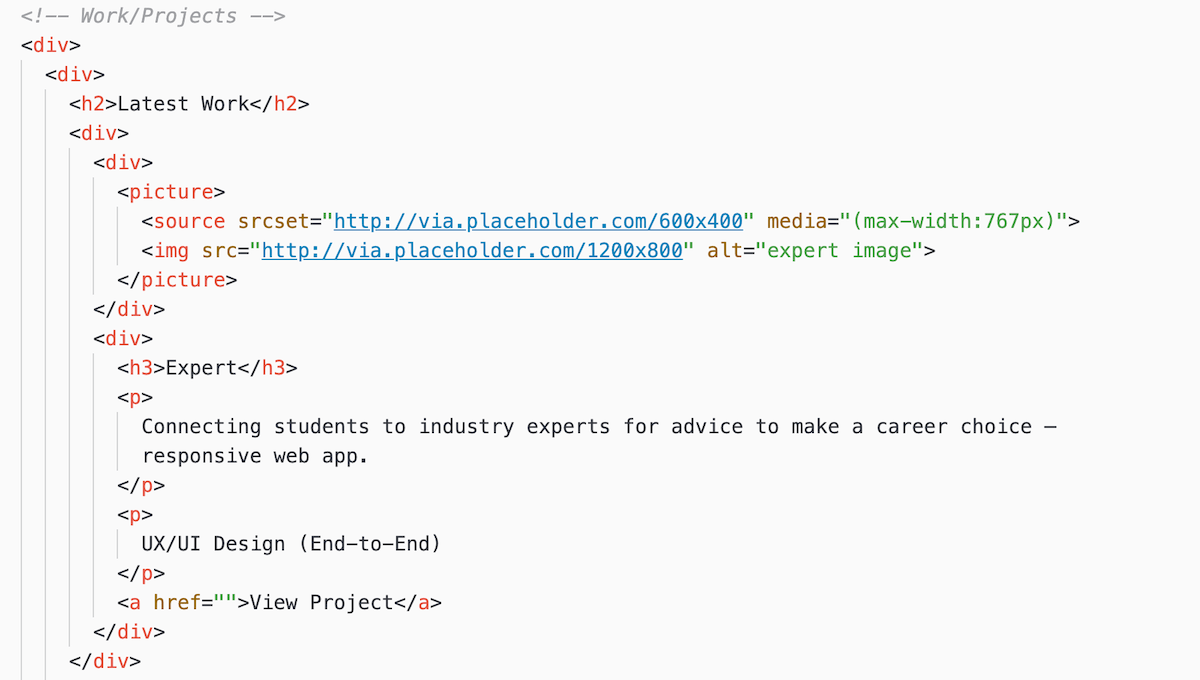 <!-- Work/Projects -->
<div>
<div>
<h2>Latest Work</h2>
<div>
<div>
<picture>
<source srcset="http://via.placeholder.com/600x400" media="(max-width:767px)">
<img src="http://via.placeholder.com/1200x800" alt="expert image">
</picture>
</div>
<div>
<h3>Expert</h3>
<p>
Connecting students to industry experts for advice to make a career choice –
responsive web app.
</p>
<p>
UX/UI Design (End-to-End)
</p>
<a href="">View Project</a>
</div>
</div>